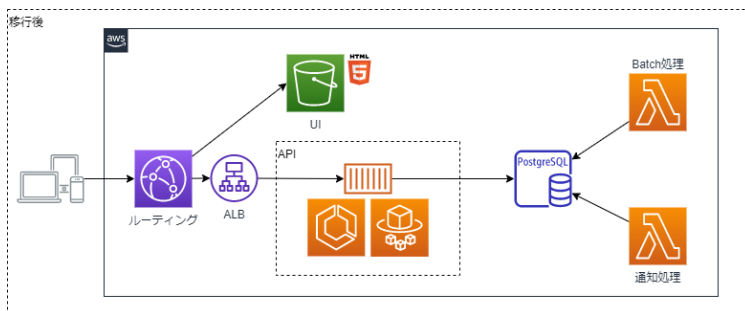 移行後
aws
HTML
5
Batch処理
UI
API
PostgreSQL
ルーティング
ALB
通知処理